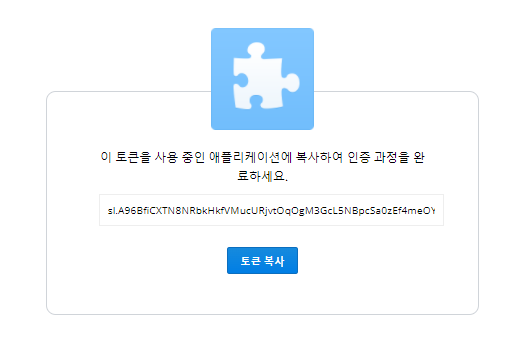 이 토큰을 사용 중인 애플리케이션에 복사하여 인증 과정을 완
료하세요.
sl.A96BfiCXTN8NRbkHkfVMucURjvtOqOgM3GcL5NBpcSa0zEf4meOY
토큰 복사